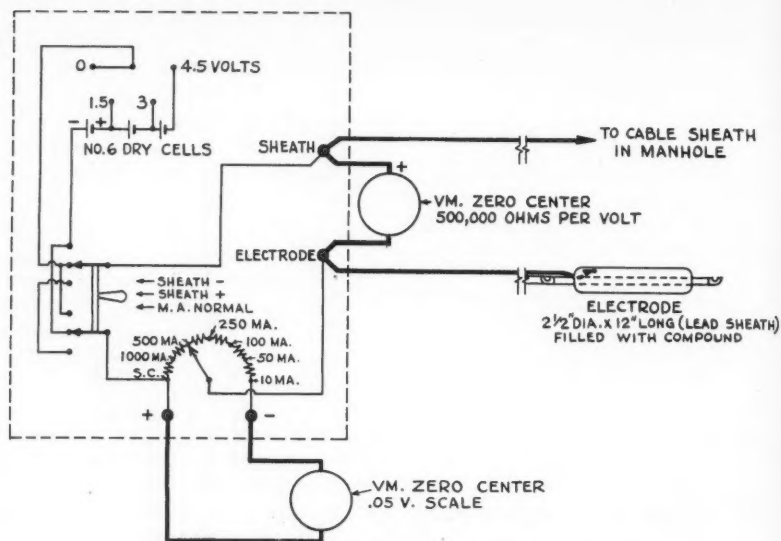 0
4.5 VOLTS
1.5
3
- +
NO.6 DRY CELLS
SHEATH
TO CABLE SHEATH
IN MANHOLE
+
VM. ZERO CENTER
500,000 OHMS PER VOLT
ELECTRODE
SHEATH -
SHEATH +
M.A. NORMAL
ELECTRODE
2 1/2" DIA. X 12" LONG (LEAD SHEATH)
FILLED WITH COMPOUND
250 MA.
500 MA.
100 MA.
1000 MA.
50 MA.
S.C.
10 MA.
+
-
VM. ZERO CENTER
.05 V. SCALE